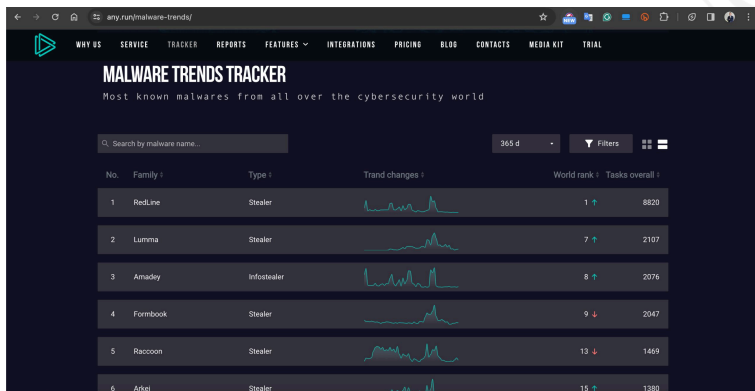 any.run/malware-trends/
NEW
WHY US SERVICE TRACKER REPORTS FEATURES INTEGRATIONS PRICING BLOG CONTACTS MEDIA KIT TRIAL
MALWARE TRENDS TRACKER
Most known malwares from all over the cybersecurity world
Search by malware name...
365 d
Filters
No. Family Type Trand changes World rank Tasks overall
1 RedLine Stealer 1 ↑ 8820
2 Lumma Stealer 7 ↑ 2107
3 Amadey Infostealer 8 ↑ 2076
4 Formbook Stealer 9 ↓ 2047
5 Raccoon Stealer 13 ↓ 1469
6 Arkei Stealer 15 ↑ 1380